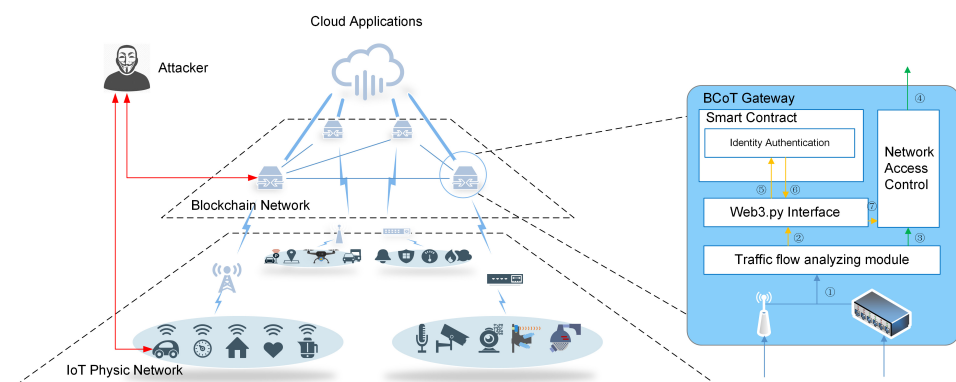 Cloud Applications
Attacker
Blockchain Network
IoT Physic Network
BCoT Gateway
Smart Contract
Identity Authentication
④
Network
Access
Control
⑤
⑥
Web3.py Interface
⑦
②
③
Traffic flow analyzing module
①